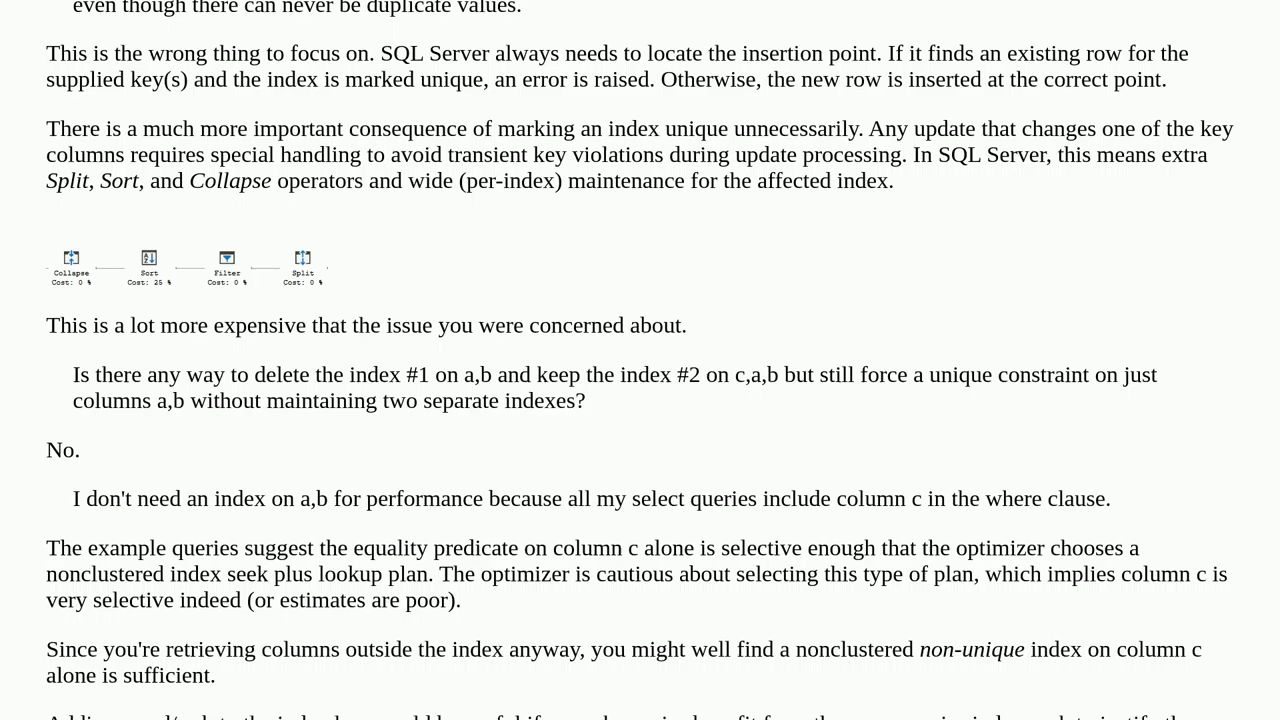 even though there can never be duplicate values.
This is the wrong thing to focus on. SQL Server always needs to locate the insertion point. If it finds an existing row for the
supplied key(s) and the index is marked unique, an error is raised. Otherwise, the new row is inserted at the correct point.
There is a much more important consequence of marking an index unique unnecessarily. Any update that changes one of the key
columns requires special handling to avoid transient key violations during update processing. In SQL Server, this means extra
Split, Sort, and Collapse operators and wide (per-index) maintenance for the affected index.
Collapse Sort Filter Split
Cost: 0 % Cost: 25 % Cost: 0 % Cost: 0 %
This is a lot more expensive that the issue you were concerned about.
Is there any way to delete the index #1 on a,b and keep the index #2 on c,a,b but still force a unique constraint on just
columns a,b without maintaining two separate indexes?
No.
I don't need an index on a,b for performance because all my select queries include column c in the where clause.
The example queries suggest the equality predicate on column c alone is selective enough that the optimizer chooses a
nonclustered index seek plus lookup plan. The optimizer is cautious about selecting this type of plan, which implies column c is
very selective indeed (or estimates are poor).
Since you're retrieving columns outside the index anyway, you might well find a nonclustered non-unique index on column c
alone is sufficient.